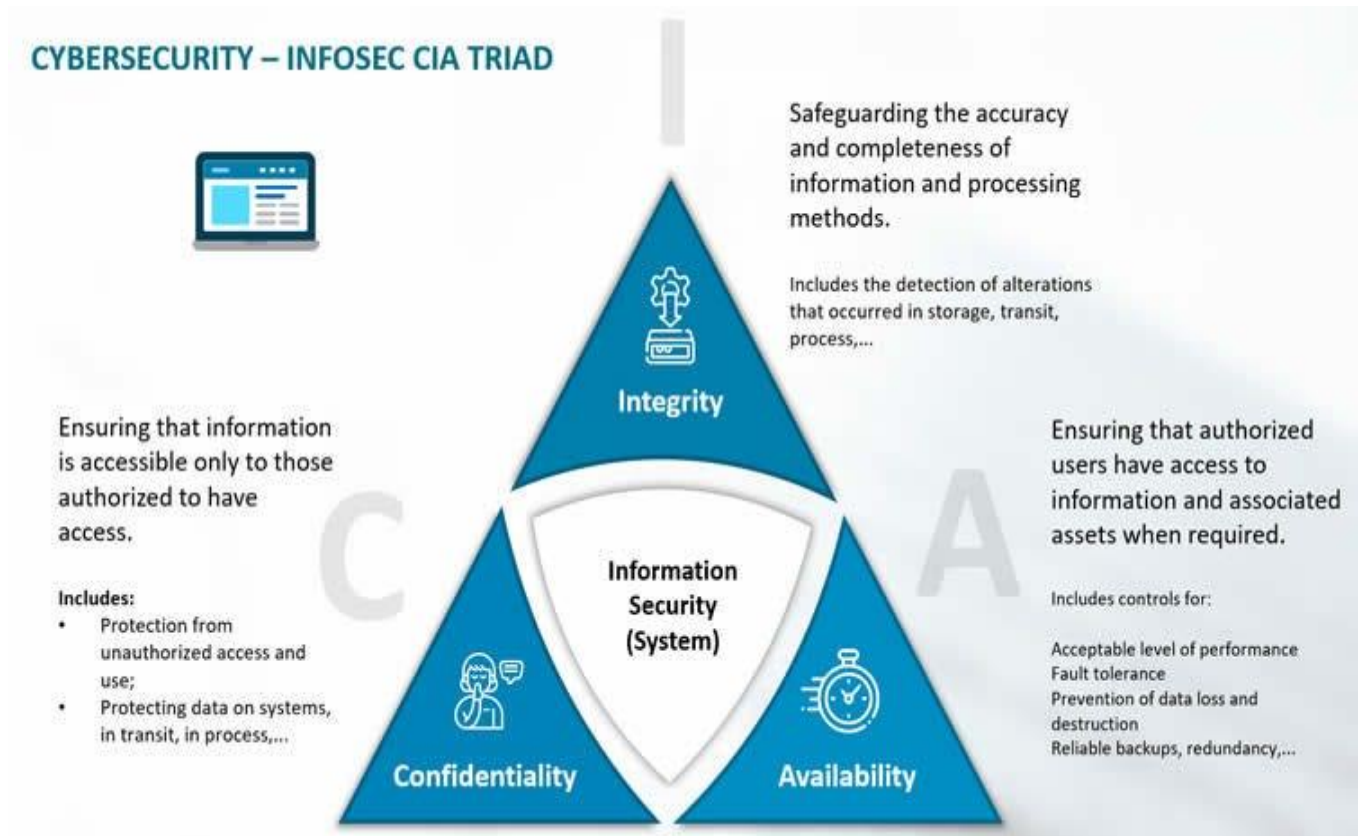 CYBERSECURITY – INFOSEC CIA TRIAD
I
Safeguarding the accuracy
and completeness of
information and processing
methods.
Includes the detection of alterations
that occurred in storage, transit,
process,...
Integrity
Ensuring that information
is accessible only to those
authorized to have
access.
Includes:
• Protection from
unauthorized access and
use;
• Protecting data on systems,
in transit, in process,...
C
Information
Security
(System)
A
Ensuring that authorized
users have access to
information and associated
assets when required.
Includes controls for:
Acceptable level of performance
Fault tolerance
Prevention of data loss and
destruction
Reliable backups, redundancy,...
Confidentiality
Availability